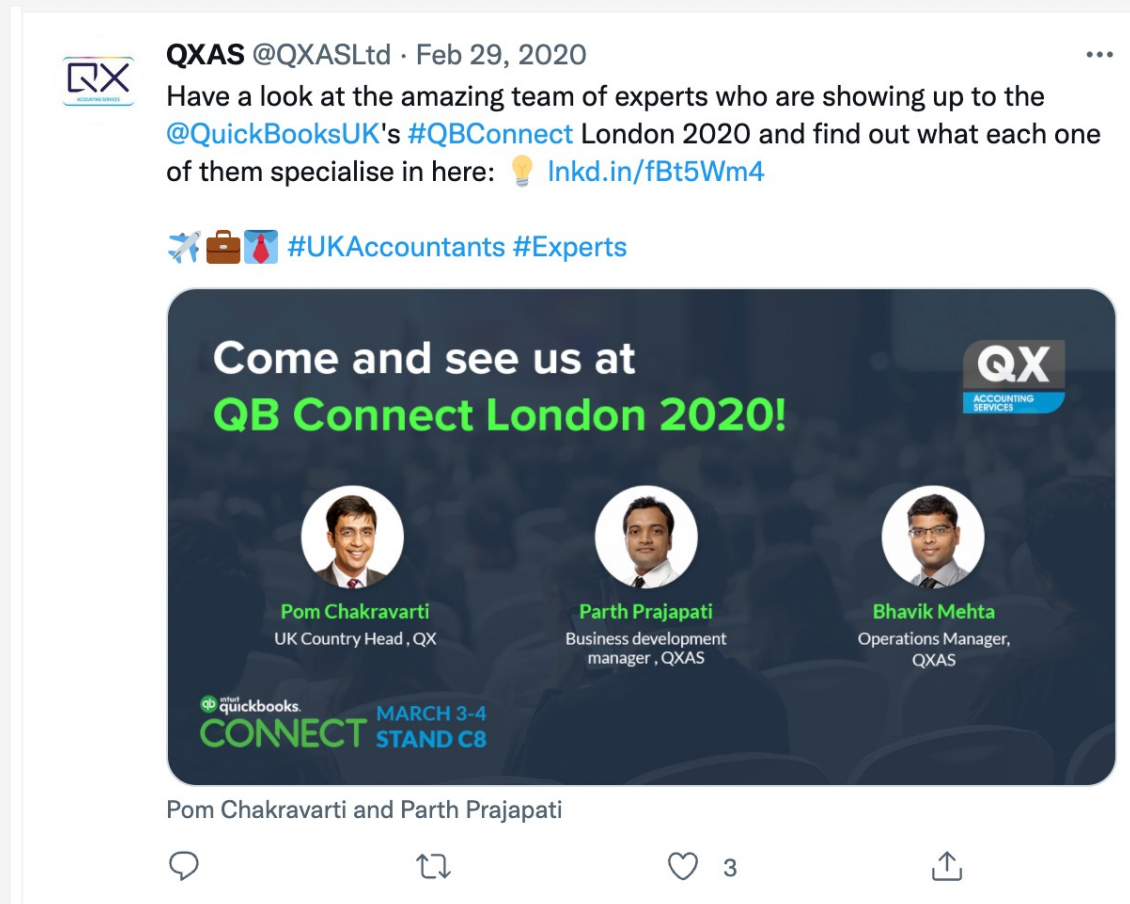 QXAS @QXASLtd · Feb 29, 2020
QX
ACCOUNTING SERVICES
Have a look at the amazing team of experts who are showing up to the
@QuickBooksUK's #QBConnect London 2020 and find out what each one
of them specialise in here: 💡 lnkd.in/fBt5Wm4
✈️💼👔 #UKAccountants #Experts
Come and see us at
QB Connect London 2020!
QX
ACCOUNTING
SERVICES
Pom Chakravarti
UK Country Head , QX
Parth Prajapati
Business development
manager , QXAS
Bhavik Mehta
Operations Manager,
QXAS
qb intuit
quickbooks.
CONNECT
MARCH 3-4
STAND C8
Pom Chakravarti and Parth Prajapati
3